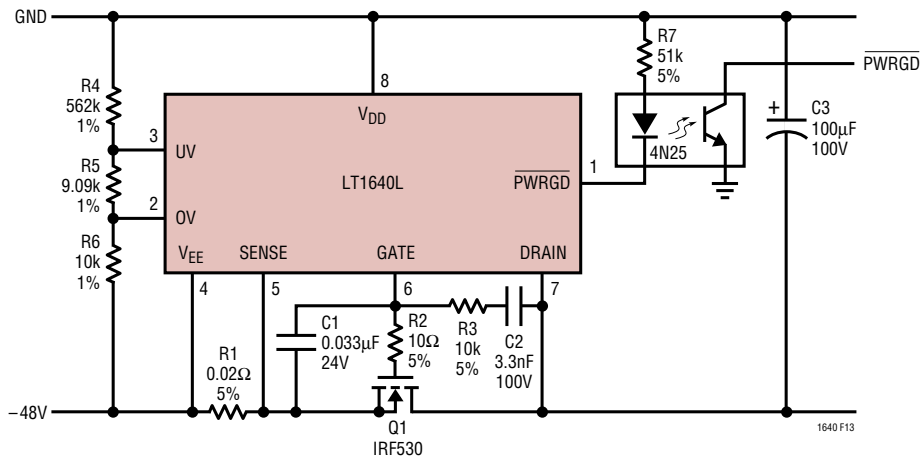 GND
R4
562k
1%
3
UV
R5
9.09k
1%
2
OV
R6
10k
1%
8
VDD
LT1640L
PWRGD
1
VEE
SENSE
GATE
DRAIN
4
5
6
7
R7
51k
5%
4N25
PWRGD
+
C3
100µF
100V
C1
0.033µF
24V
R2
10Ω
5%
R3
10k
5%
C2
3.3nF
100V
R1
0.02Ω
5%
–48V
Q1
IRF530
1640 F13